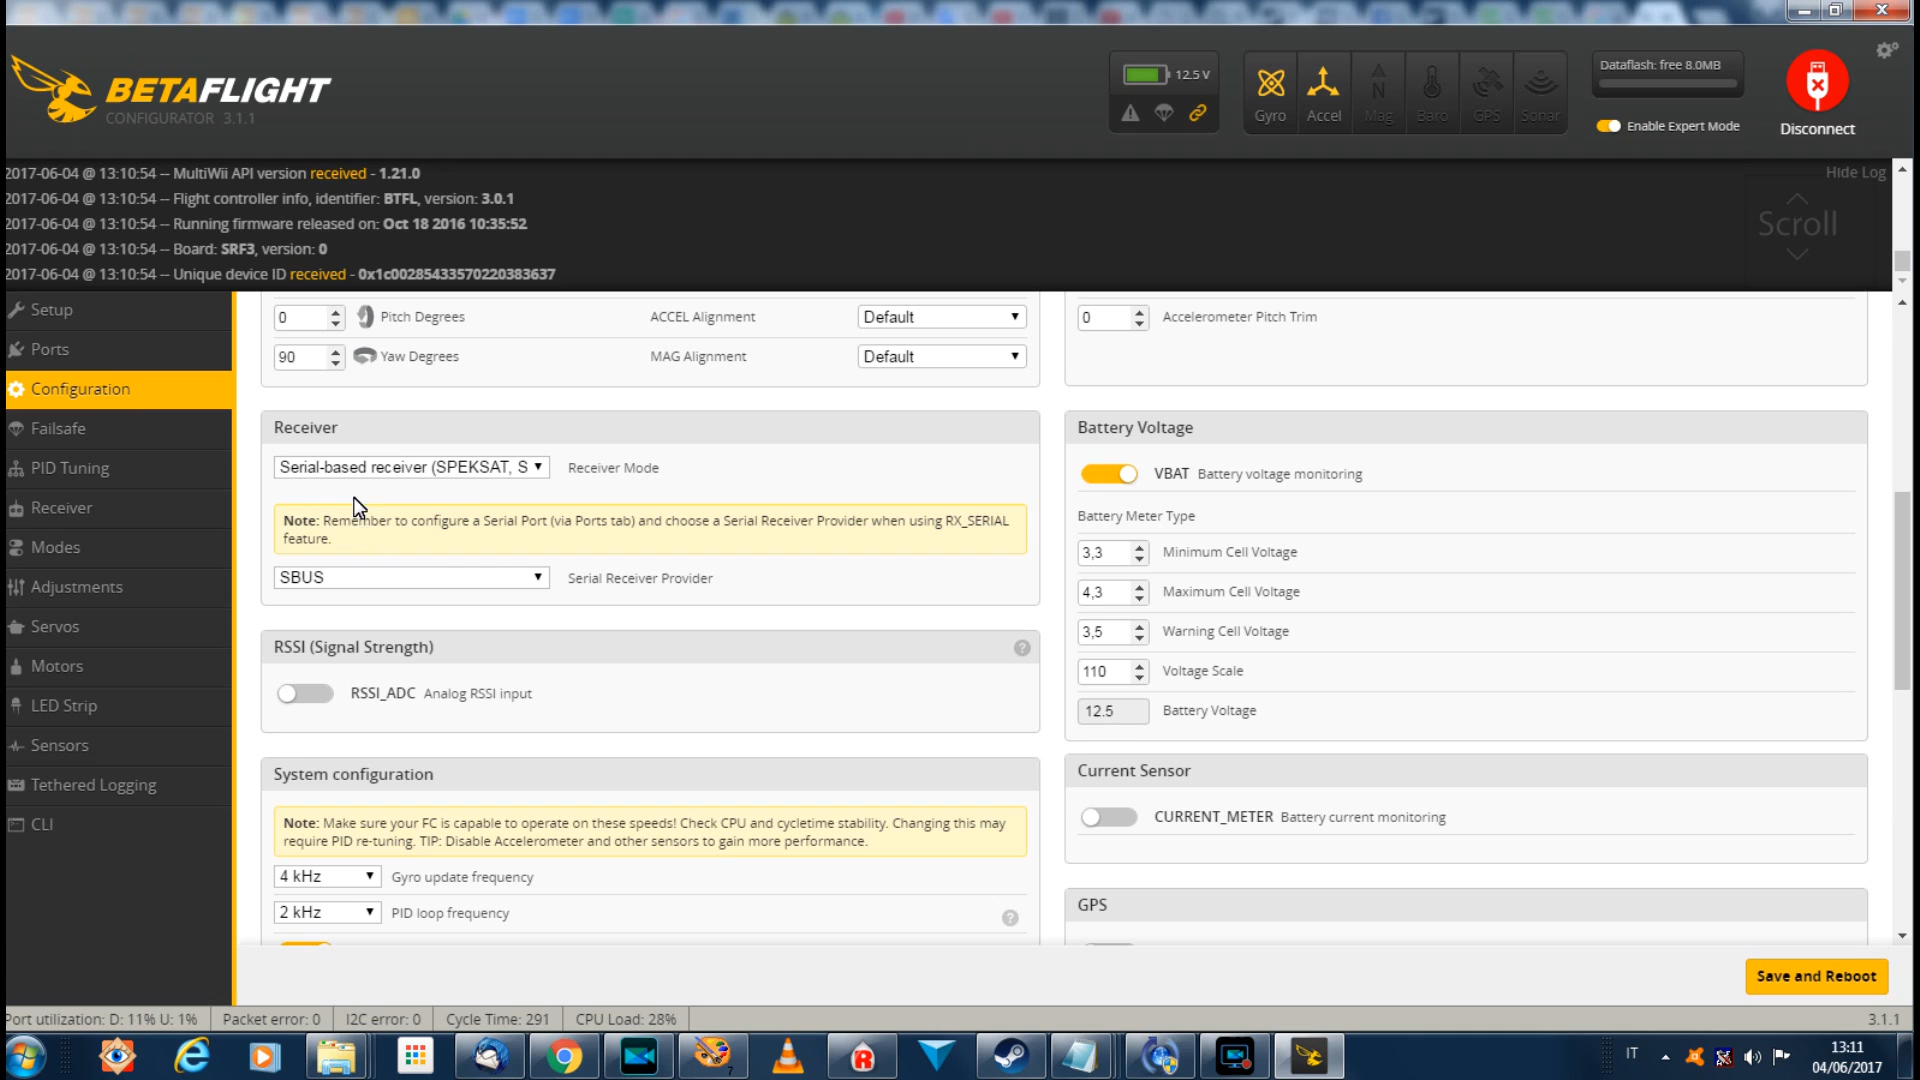 BETAFLIGHT
CONFIGURATOR 3.1.1
12.5 V
Gyro
Accel
Mag
Baro
GPS
Sonar
Dataflash: free 8.0MB
Enable Expert Mode
Disconnect
Hide Log
Scroll
2017-06-04 @ 13:10:54 -- MultiWii API version received - 1.21.0
2017-06-04 @ 13:10:54 -- Flight controller info, identifier: BTFL, version: 3.0.1
2017-06-04 @ 13:10:54 -- Running firmware released on: Oct 18 2016 10:35:52
2017-06-04 @ 13:10:54 -- Board: SRF3, version: 0
2017-06-04 @ 13:10:54 -- Unique device ID received - 0x1c00285433570220383637
Setup
Ports
Configuration
Failsafe
PID Tuning
Receiver
Modes
Adjustments
Servos
Motors
LED Strip
Sensors
Tethered Logging
CLI
0 Pitch Degrees ACCEL Alignment Default
90 Yaw Degrees MAG Alignment Default
0 Accelerometer Pitch Trim
Receiver
Serial-based receiver (SPEKSAT, S Receiver Mode
Note: Remember to configure a Serial Port (via Ports tab) and choose a Serial Receiver Provider when using RX_SERIAL
feature.
SBUS Serial Receiver Provider
RSSI (Signal Strength)
RSSI_ADC Analog RSSI input
System configuration
Note: Make sure your FC is capable to operate on these speeds! Check CPU and cycletime stability. Changing this may
require PID re-tuning. TIP: Disable Accelerometer and other sensors to gain more performance.
4 kHz Gyro update frequency
2 kHz PID loop frequency
Battery Voltage
VBAT Battery voltage monitoring
Battery Meter Type
3,3 Minimum Cell Voltage
4,3 Maximum Cell Voltage
3,5 Warning Cell Voltage
110 Voltage Scale
12.5 Battery Voltage
Current Sensor
CURRENT_METER Battery current monitoring
GPS
Save and Reboot
Port utilization: D: 11% U: 1% Packet error: 0 I2C error: 0 Cycle Time: 291 CPU Load: 28% 3.1.1
IT
13:11
04/06/2017